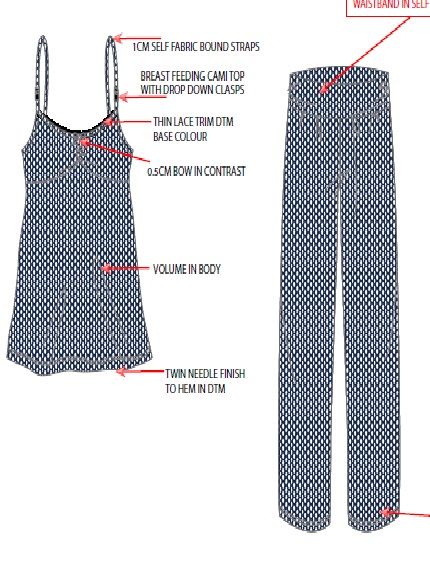 WAISTBAND IN SELF
1CM SELF FABRIC BOUND STRAPS
BREAST FEEDING CAMI TOP
WITH DROP DOWN CLASPS
THIN LACE TRIM DTM
BASE COLOUR
0.5CM BOW IN CONTRAST
VOLUME IN BODY
TWIN NEEDLE FINISH
TO HEM IN DTM